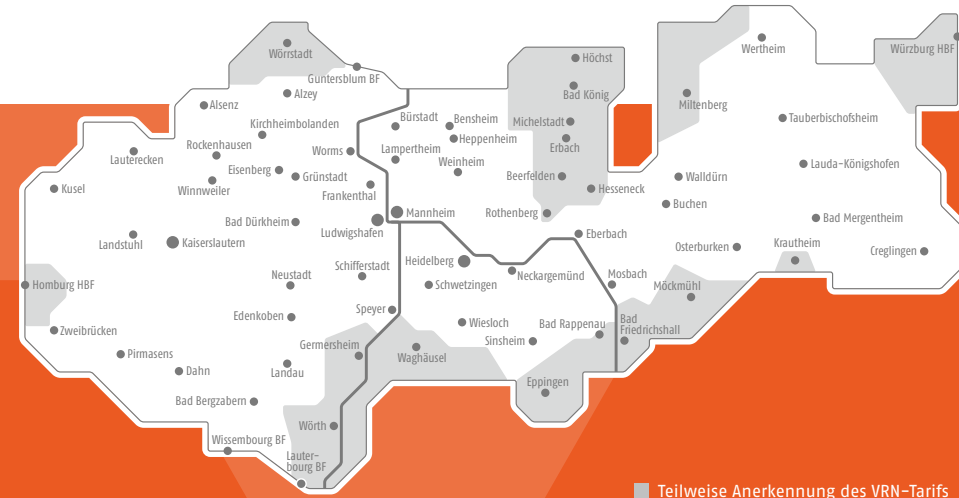 Wörrstadt
Guntersblum BF
Alsenz
Alzey
Kirchheimbolanden
Rockenhausen
Lauterecken
Eisenberg
Grünstadt
Worms
Kusel
Winnweiler
Frankenthal
Bad Dürkheim
Ludwigshafen
Landstuhl
Kaiserslautern
Homburg HBF
Neustadt
Schifferstadt
Edenkoben
Speyer
Zweibrücken
Pirmasens
Dahn
Landau
Germersheim
Bad Bergzabern
Wörth
Wissembourg BF
Lauter-
bourg BF
Bürstadt
Bensheim
Heppenheim
Lampertheim
Weinheim
Mannheim
Heidelberg
Schwetzingen
Neckargemünd
Wiesloch
Sinsheim
Waghäusel
Eppingen
Bad Rappenau
Bad
Friedrichshall
Mosbach
Möckmühl
Höchst
Bad König
Michelstadt
Erbach
Beerfelden
Hesseneck
Rothenberg
Eberbach
Wertheim
Würzburg HBF
Miltenberg
Tauberbischofsheim
Walldürn
Lauda-Königshofen
Buchen
Bad Mergentheim
Osterburken
Krautheim
Creglingen
Teilweise Anerkennung des VRN-Tarifs